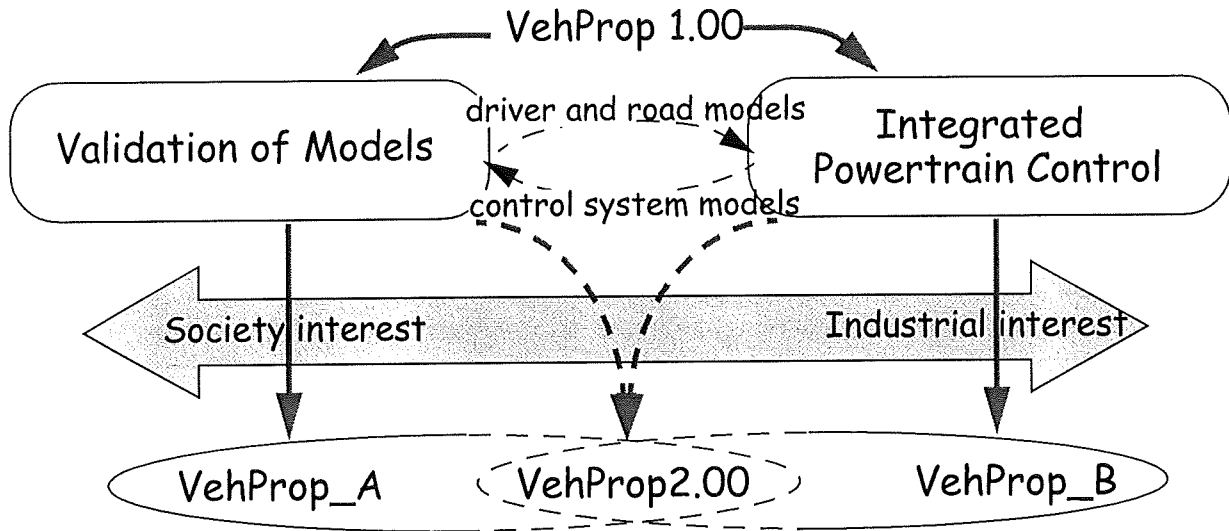 VehProp 1.00
driver and road models
Validation of Models
Integrated
Powertrain Control
control system models
Society interest
Industrial interest
VehProp_A
VehProp2.00
VehProp_B